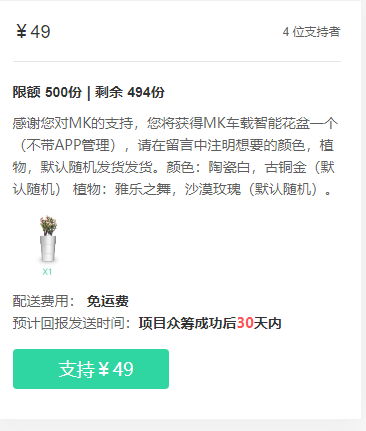 ￥49
4 位支持者
限额 500份 | 剩余 494份
感谢您对MK的支持，您将获得MK车载智能花盆一个
（不带APP管理），请在留言中注明想要的颜色，植
物，默认随机发货发货。颜色：陶瓷白，古铜金（默
认随机） 植物：雅乐之舞，沙漠玫瑰（默认随机）。
X1
配送费用： 免运费
预计回报发送时间：项目众筹成功后30天内
支持￥49